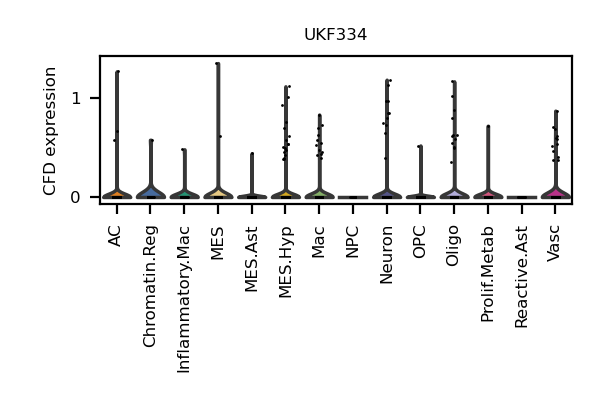 UKF334
CFD expression
1
0
AC
Chromatin.Reg
Inflammatory.Mac
MES
MES.Ast
MES.Hyp
Mac
NPC
Neuron
OPC
Oligo
Prolif.Metab
Reactive.Ast
Vasc